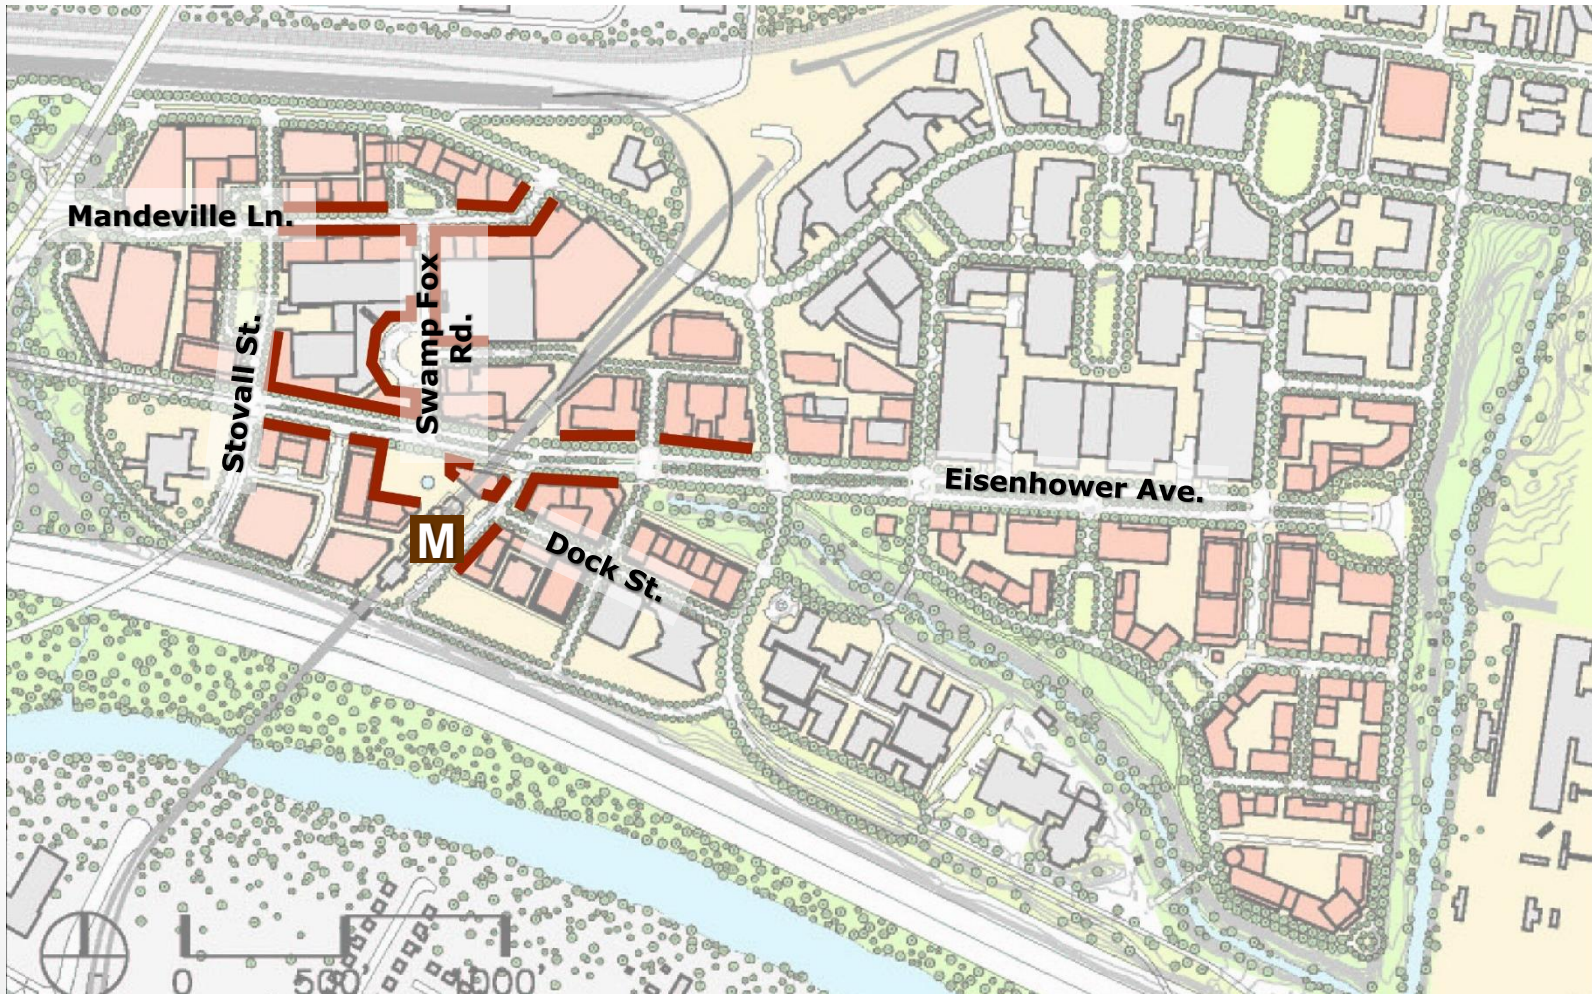 Mandeville Ln.
Swamp Fox
Rd.
Stovall St.
Eisenhower Ave.
M
Dock St.
0 500' 1000'